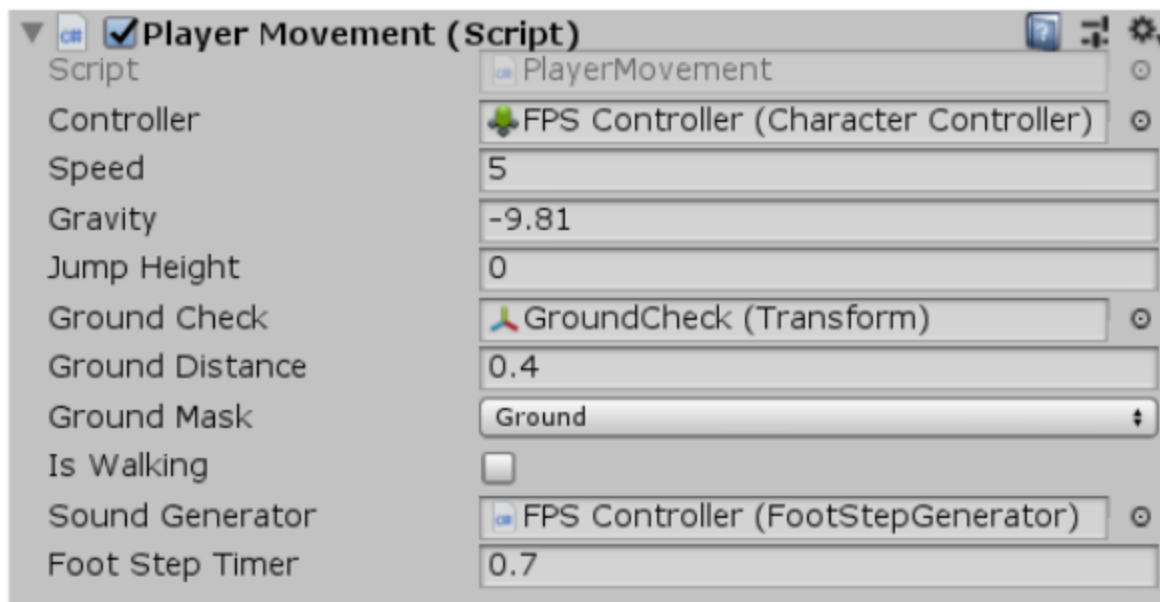 Player Movement (Script)
Script PlayerMovement
Controller FPS Controller (Character Controller)
Speed 5
Gravity -9.81
Jump Height 0
Ground Check GroundCheck (Transform)
Ground Distance 0.4
Ground Mask Ground
Is Walking
Sound Generator FPS Controller (FootStepGenerator)
Foot Step Timer 0.7